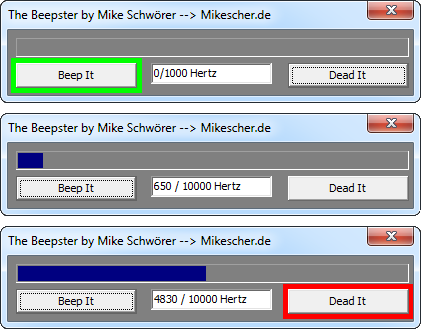 The Beepster by Mike Schwörer --> Mikescher.de
Beep It 0/1000 Hertz Dead It
The Beepster by Mike Schwörer --> Mikescher.de
Beep It 650 / 10000 Hertz Dead It
The Beepster by Mike Schwörer --> Mikescher.de
Beep It 4830 / 10000 Hertz Dead It